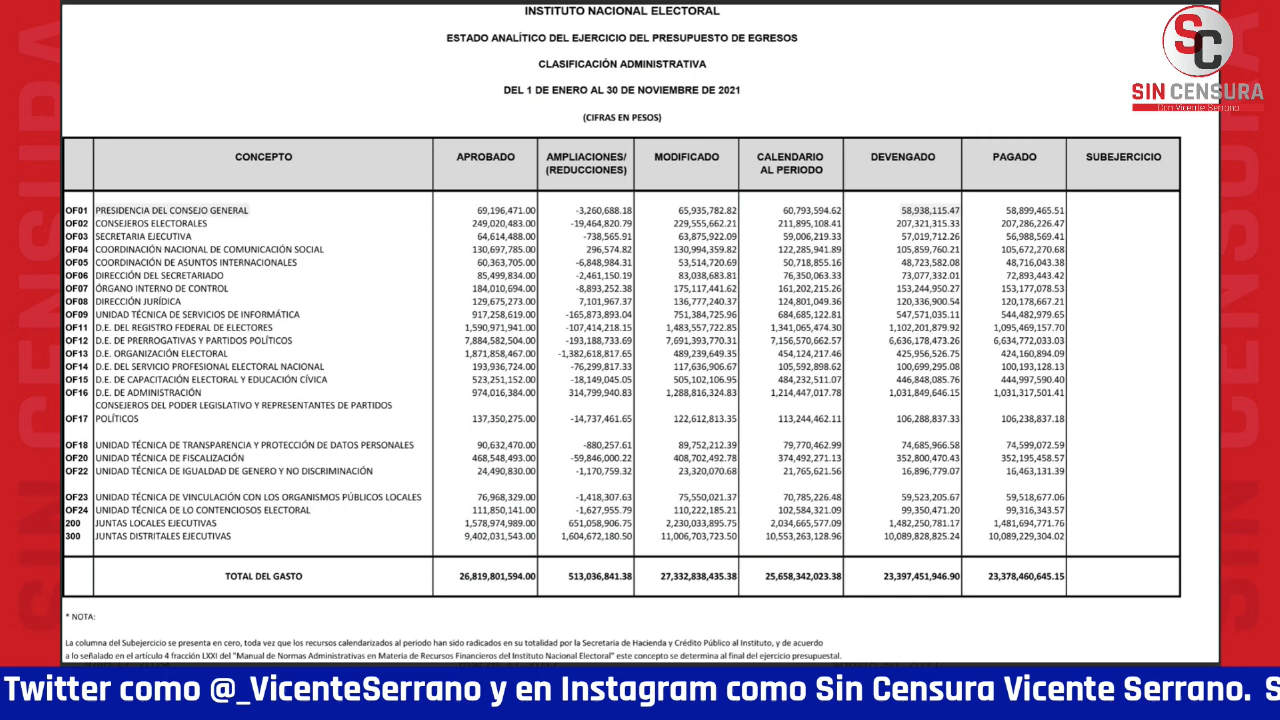 INSTITUTO NACIONAL ELECTORAL
ESTADO ANALÍTICO DEL EJERCICIO DEL PRESUPUESTO DE EGRESOS
CLASIFICACIÓN ADMINISTRATIVA
DEL 1 DE ENERO AL 30 DE NOVIEMBRE DE 2021
(CIFRAS EN PESOS)
SC
SIN CENSURA
Con Vicente Serrano
CONCEPTO APROBADO AMPLIACIONES/ (REDUCCIONES) MODIFICADO CALENDARIO AL PERIODO DEVENGADO PAGADO SUBEJERCICIO
OF01 PRESIDENCIA DEL CONSEJO GENERAL 69,196,471.00 -3,260,688.18 65,935,782.82 60,793,594.62 58,938,115.47 58,899,465.51
OF02 CONSEJEROS ELECTORALES 249,020,483.00 -19,464,820.79 229,555,662.21 211,895,108.41 207,321,315.33 207,286,226.47
OF03 SECRETARIA EJECUTIVA 64,614,488.00 -738,565.91 63,875,922.09 59,006,219.33 57,019,712.26 56,988,569.41
OF04 COORDINACIÓN NACIONAL DE COMUNICACIÓN SOCIAL 130,697,785.00 296,574.82 130,994,359.82 122,285,941.89 105,859,760.21 105,672,270.68
OF05 COORDINACIÓN DE ASUNTOS INTERNACIONALES 60,363,705.00 -6,848,984.31 53,514,720.69 50,718,855.16 48,723,582.08 48,716,043.38
OF06 DIRECCIÓN DEL SECRETARIADO 85,499,834.00 -2,461,150.19 83,038,683.81 76,350,063.33 73,077,332.01 72,893,443.42
OF07 ÓRGANO INTERNO DE CONTROL 184,010,694.00 -8,893,252.38 175,117,441.62 161,202,215.26 153,244,950.27 153,177,078.53
OF08 DIRECCIÓN JURÍDICA 129,675,273.00 7,101,967.37 136,777,240.37 124,801,049.36 120,336,900.54 120,178,667.21
OF09 UNIDAD TÉCNICA DE SERVICIOS DE INFORMÁTICA 917,258,619.00 -165,873,893.04 751,384,725.96 684,685,122.81 547,571,035.11 544,482,979.65
OF11 D.E. DEL REGISTRO FEDERAL DE ELECTORES 1,590,971,941.00 -107,414,218.15 1,483,557,722.85 1,341,065,474.30 1,102,201,879.92 1,095,469,157.70
OF12 D.E. DE PRERROGATIVAS Y PARTIDOS POLÍTICOS 7,884,582,504.00 -193,188,733.69 7,691,393,770.31 7,156,570,662.57 6,636,178,473.26 6,634,772,033.03
OF13 D.E. ORGANIZACIÓN ELECTORAL 1,871,858,467.00 -1,382,618,817.65 489,239,649.35 454,124,217.46 425,956,526.75 424,160,894.09
OF14 D.E. DEL SERVICIO PROFESIONAL ELECTORAL NACIONAL 193,936,724.00 -76,299,817.33 117,636,906.67 105,592,898.62 100,699,295.08 100,193,128.13
OF15 D.E. DE CAPACITACIÓN ELECTORAL Y EDUCACIÓN CÍVICA 523,251,152.00 -18,149,045.05 505,102,106.95 484,232,511.07 446,848,085.76 444,997,590.40
OF16 D.E. DE ADMINISTRACIÓN 974,016,384.00 314,799,940.83 1,288,816,324.83 1,214,447,017.78 1,031,849,646.15 1,031,317,501.41
CONSEJEROS DEL PODER LEGISLATIVO Y REPRESENTANTES DE PARTIDOS
OF17 POLÍTICOS 137,350,275.00 -14,737,461.65 122,612,813.35 113,244,462.11 106,288,837.33 106,238,837.18
OF18 UNIDAD TÉCNICA DE TRANSPARENCIA Y PROTECCIÓN DE DATOS PERSONALES 90,632,470.00 -880,257.61 89,752,212.39 79,770,462.99 74,685,966.58 74,599,072.59
OF20 UNIDAD TÉCNICA DE FISCALIZACIÓN 468,548,493.00 -59,846,000.22 408,702,492.78 374,492,271.13 352,800,470.43 352,195,458.57
OF22 UNIDAD TÉCNICA DE IGUALDAD DE GENERO Y NO DISCRIMINACIÓN 24,490,830.00 -1,170,759.32 23,320,070.68 21,765,621.56 16,896,779.07 16,463,131.39
OF23 UNIDAD TÉCNICA DE VINCULACIÓN CON LOS ORGANISMOS PÚBLICOS LOCALES 76,968,329.00 -1,418,307.63 75,550,021.37 70,785,226.48 59,523,205.67 59,518,677.06
OF24 UNIDAD TÉCNICA DE LO CONTENCIOSOS ELECTORAL 111,850,141.00 -1,627,955.79 110,222,185.21 102,584,321.09 99,350,471.20 99,316,343.57
200 JUNTAS LOCALES EJECUTIVAS 1,578,974,989.00 651,058,906.75 2,230,033,895.75 2,034,665,577.09 1,482,250,781.17 1,481,694,771.76
300 JUNTAS DISTRITALES EJECUTIVAS 9,402,031,543.00 1,604,672,180.50 11,006,703,723.50 10,553,263,128.96 10,089,828,825.24 10,089,229,304.02
TOTAL DEL GASTO 26,819,801,594.00 513,036,841.38 27,332,838,435.38 25,658,342,023.38 23,397,451,946.90 23,378,460,645.15
* NOTA:
La columna del Subejercicio se presenta en cero, toda vez que los recursos calendarizados al periodo han sido radicados en su totalidad por la Secretaria de Hacienda y Crédito Público al Instituto, y de acuerdo
a lo señalado en el artículo 4 fracción LXXI del "Manual de Normas Administrativas en Materia de Recursos Financieros del Instituto Nacional Electoral" este concepto se determina al final del ejercicio presupuestal.
Twitter como @_VicenteSerrano y en Instagram como Sin Censura Vicente Serrano. S